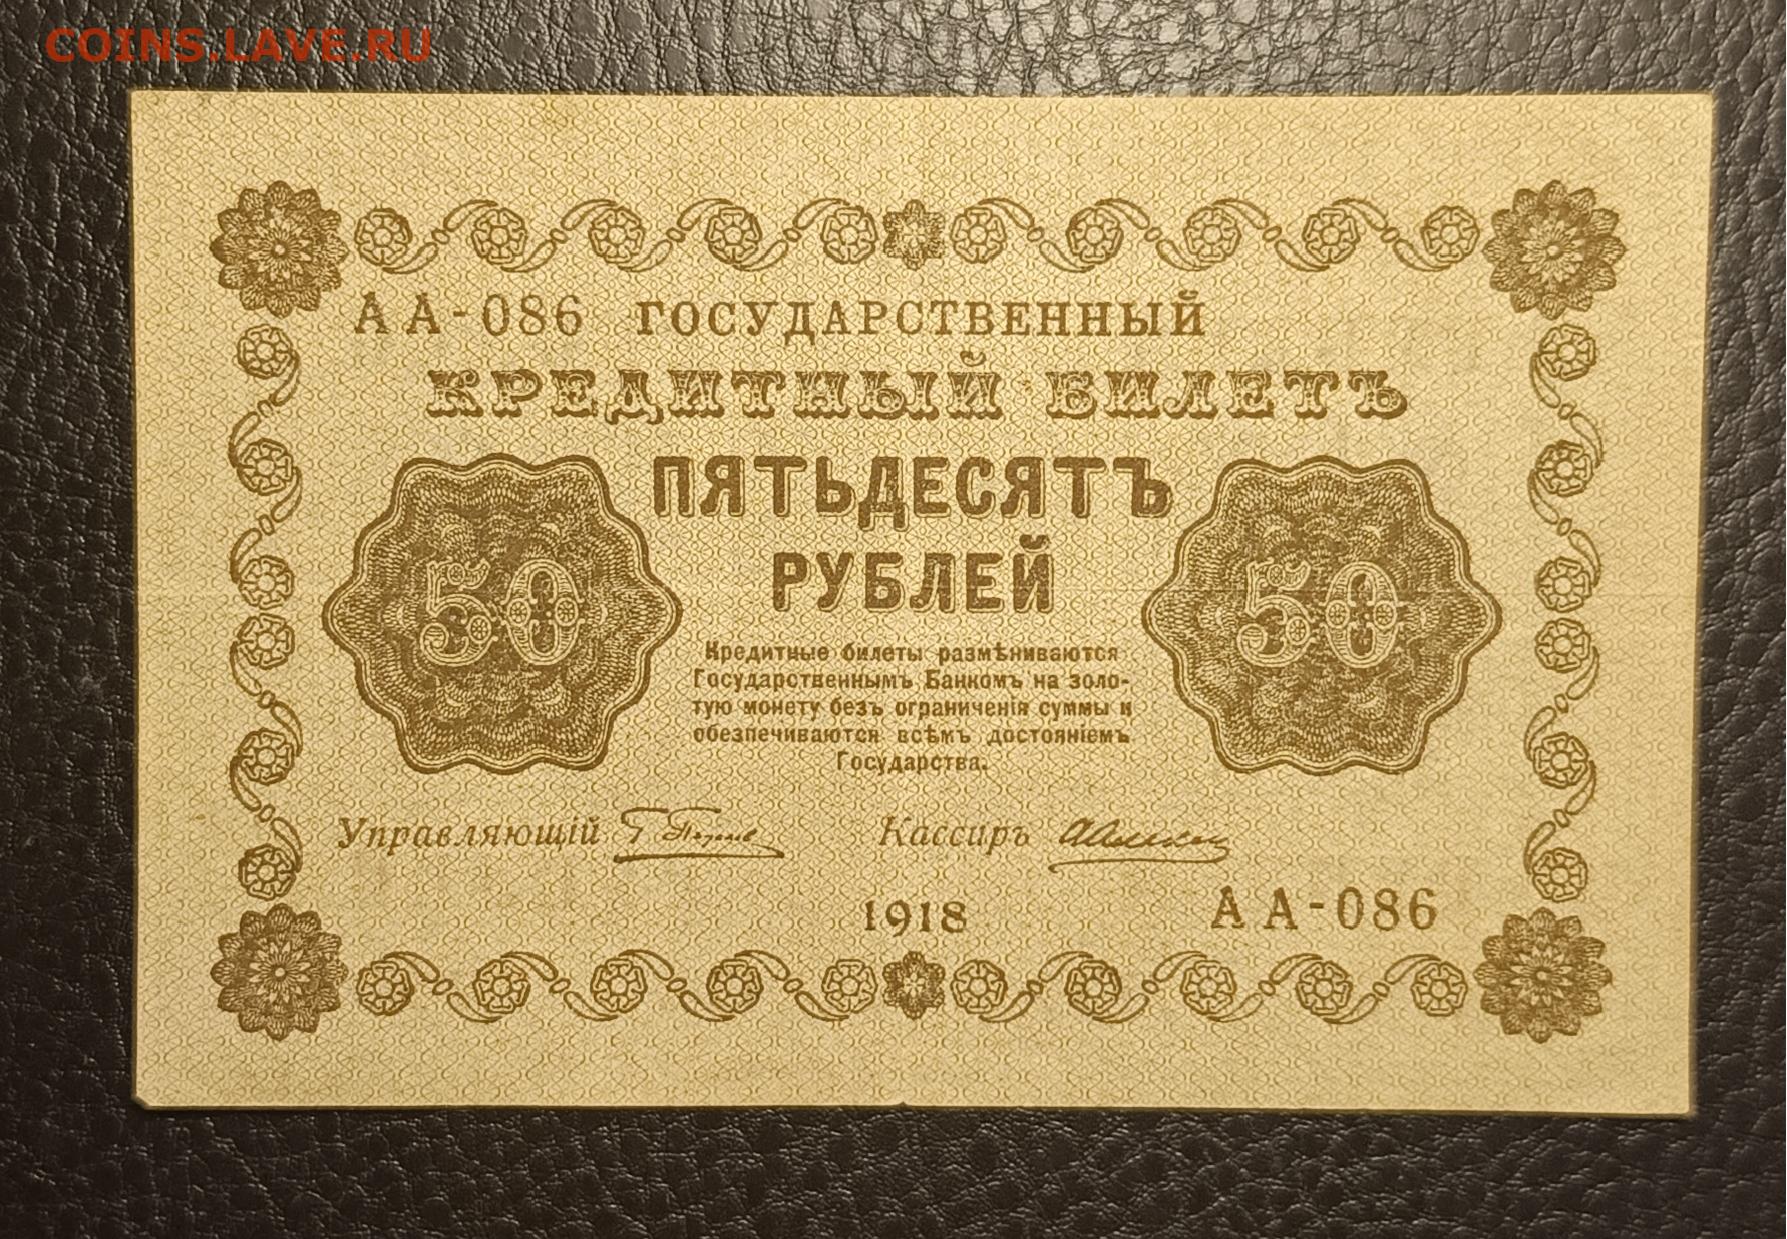 COINS.LAVE.RU
АА-086 ГОСУДАРСТВЕННЫЙ
КРЕДИТНЫЙ БИЛЕТЪ
ПЯТЬДЕСЯТЪ
РУБЛЕЙ
50
50
Кредитные билеты размѣниваются
Государственнымъ Банкомъ на золо-
тую монету безъ ограниченія суммы и
обезпечиваются всѣмъ достояніемъ
Государства.
Управляющій
Кассиръ
1918
АА-086